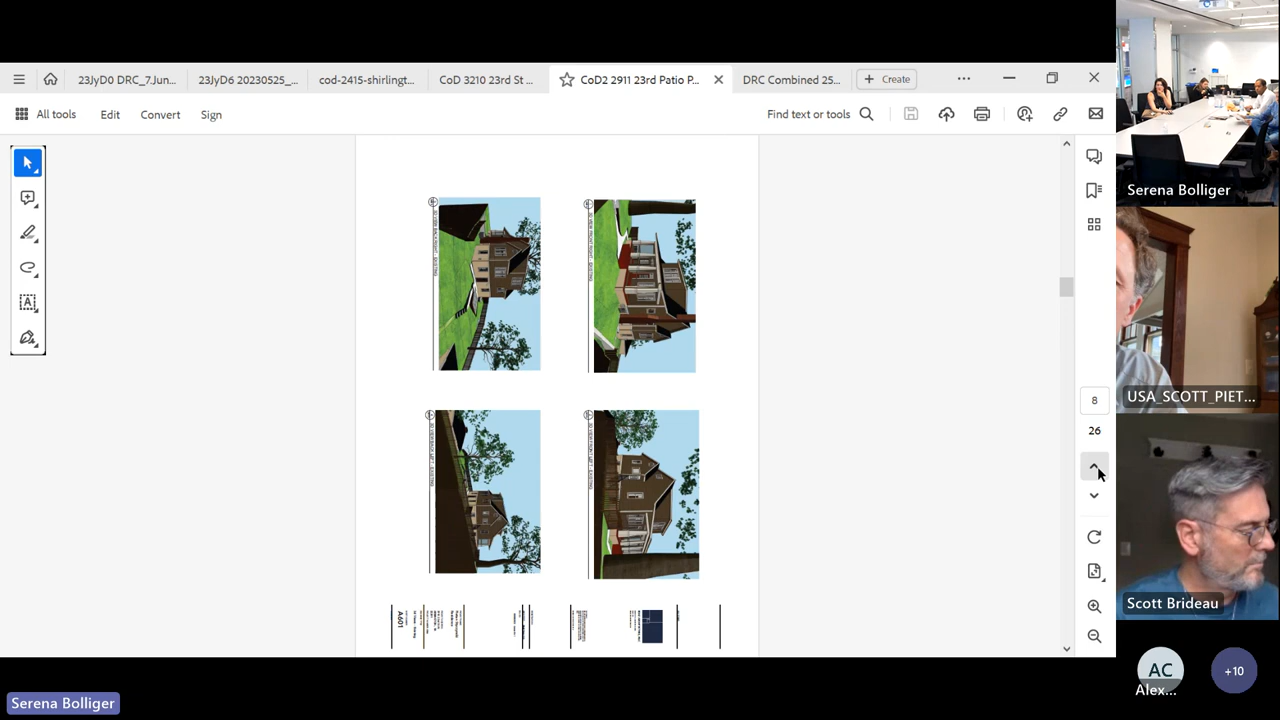 23JyD0 DRC_7.Jun...
23JyD6 20230525_...
cod-2415-shirlingt...
CoD 3210 23rd St ...
CoD2 2911 23rd Patio P...
DRC Combined 25...
Create
All tools
Edit
Convert
Sign
Find text or tools
8
26
A601
Serena Bolliger
USA_SCOTT_PIET...
Scott Brideau
AC
Alex...
+10
Serena Bolliger